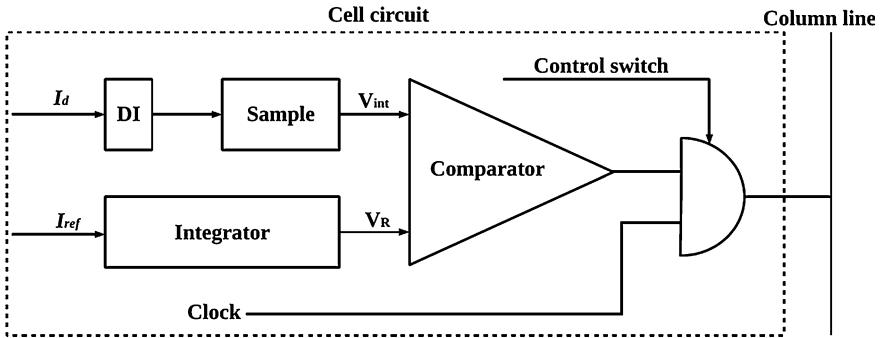 Cell circuit
Column line
Control switch
Id
DI
Sample
Vint
Comparator
Iref
Integrator
VR
Clock